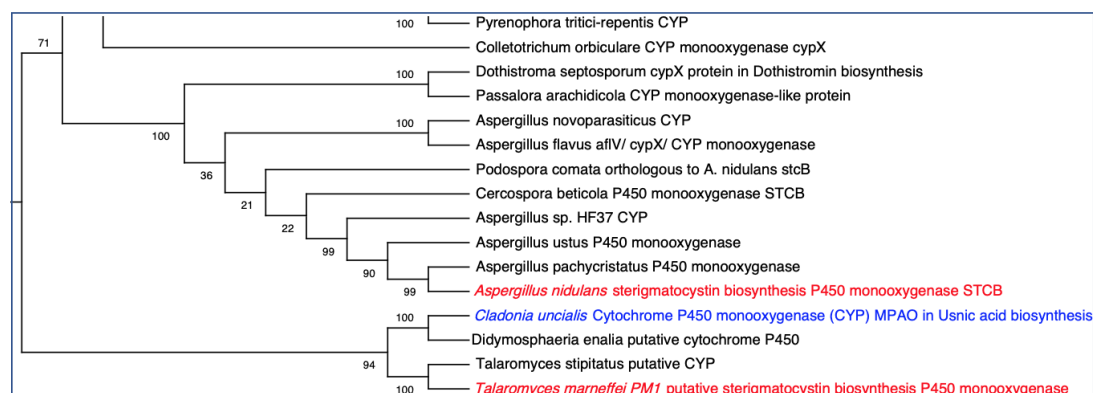 100 Pyrenophora tritici-repentis CYP
71 Colletotrichum orbiculare CYP monooxygenase cypX
100 Dothistroma septosporum cypX protein in Dothistromin biosynthesis
Passalora arachidicola CYP monooxygenase-like protein
100 100 Aspergillus novoparasiticus CYP
Aspergillus flavus aflV/ cypX/ CYP monooxygenase
36 Podospora comata orthologous to A. nidulans stcB
21 Cercospora beticola P450 monooxygenase STCB
22 Aspergillus sp. HF37 CYP
99 Aspergillus ustus P450 monooxygenase
90 Aspergillus pachycristatus P450 monooxygenase
99 Aspergillus nidulans sterigmatocystin biosynthesis P450 monooxygenase STCB
100 Cladonia uncialis Cytochrome P450 monooxygenase (CYP) MPAO in Usnic acid biosynthesis
Didymosphaeria enalia putative cytochrome P450
94 Talaromyces stipitatus putative CYP
100 Talaromyces marneffei PM1 putative sterigmatocystin biosynthesis P450 monooxygenase